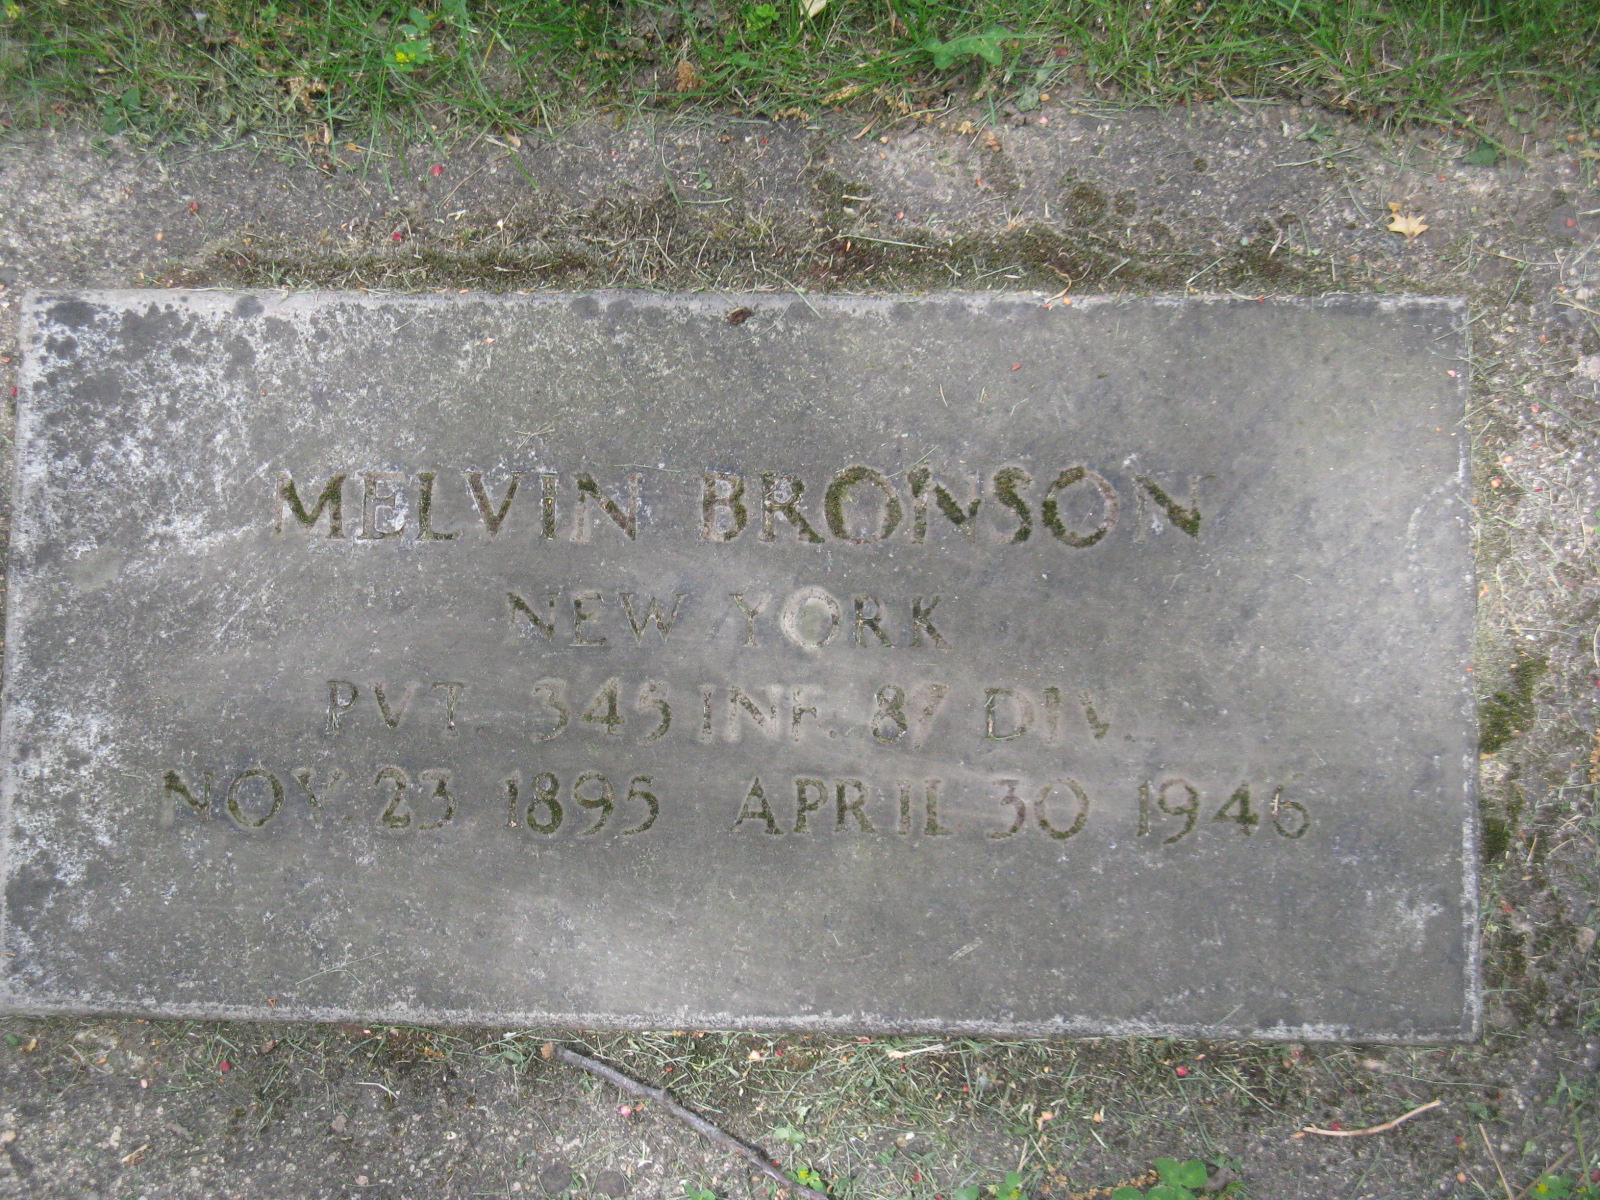 MELVIN BRONSON
NEW YORK
PVT. 345 INF. 87 DIV.
NOV. 23 1895 APRIL 30 1946